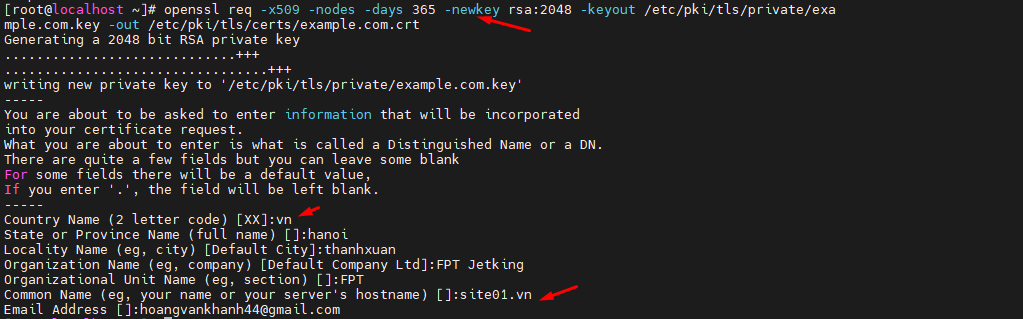 [root@localhost ~]# openssl req -x509 -nodes -days 365 -newkey rsa:2048 -keyout /etc/pki/tls/private/exa
mple.com.key -out /etc/pki/tls/certs/example.com.crt
Generating a 2048 bit RSA private key
.............................+++
.................................+++
writing new private key to '/etc/pki/tls/private/example.com.key'
-----
You are about to be asked to enter information that will be incorporated
into your certificate request.
What you are about to enter is what is called a Distinguished Name or a DN.
There are quite a few fields but you can leave some blank
For some fields there will be a default value,
If you enter '.', the field will be left blank.
-----
Country Name (2 letter code) [XX]:vn
State or Province Name (full name) []:hanoi
Locality Name (eg, city) [Default City]:thanhxuan
Organization Name (eg, company) [Default Company Ltd]:FPT Jetking
Organizational Unit Name (eg, section) []:FPT
Common Name (eg, your name or your server's hostname) []:site01.vn
Email Address []:hoangvankhanh44@gmail.com